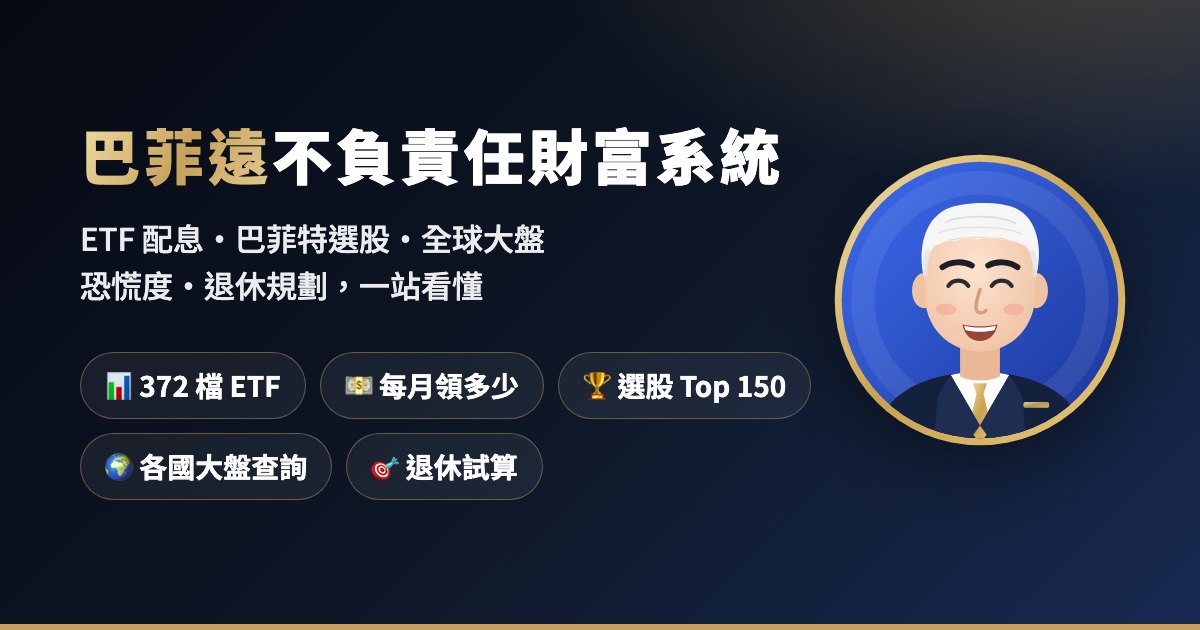 巴菲遠不負責任財富系統
ETF 配息・巴菲特選股・全球大盤
恐慌度・退休規劃，一站看懂
372 檔 ETF
每月領多少
選股 Top 150
各國大盤查詢
退休試算